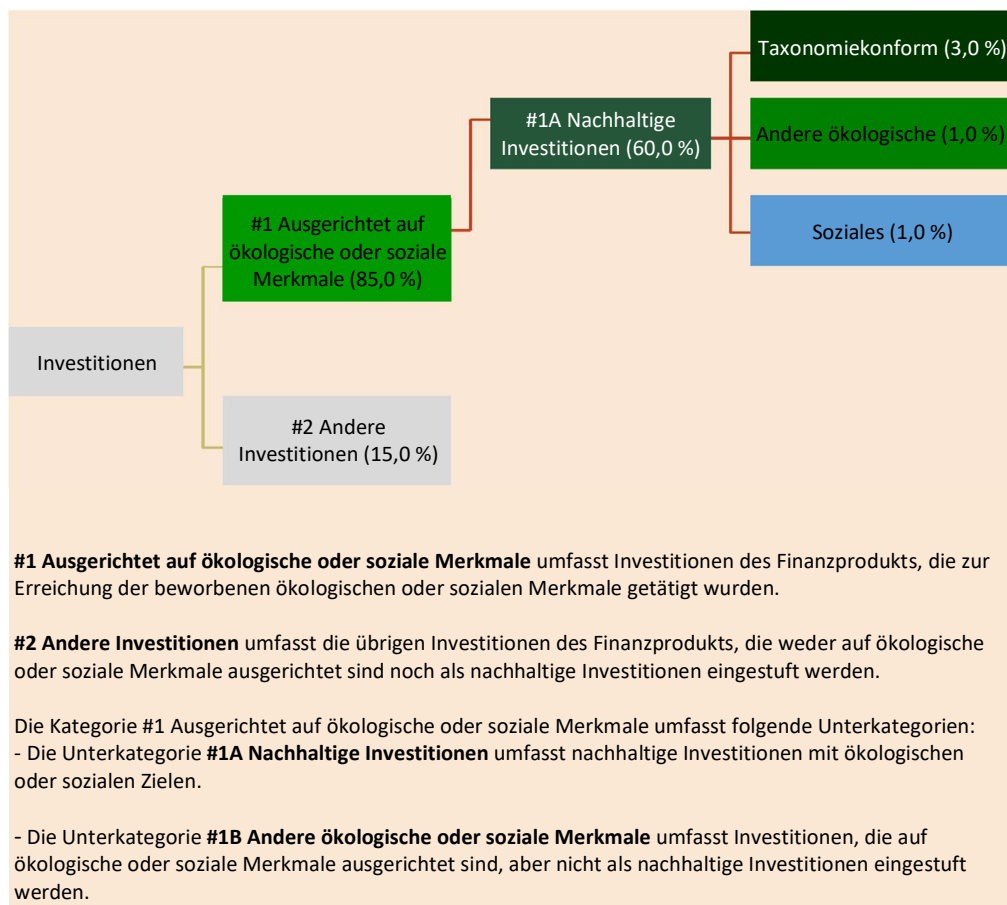 Taxonomiekonform (3,0 %)
#1A Nachhaltige
Investitionen (60,0 %)
Andere ökologische (1,0 %)
#1 Ausgerichtet auf
ökologische oder soziale
Merkmale (85,0 %)
Soziales (1,0 %)
Investitionen
#2 Andere
Investitionen (15,0 %)
#1 Ausgerichtet auf ökologische oder soziale Merkmale umfasst Investitionen des Finanzprodukts, die zur
Erreichung der beworbenen ökologischen oder sozialen Merkmale getätigt wurden.
#2 Andere Investitionen umfasst die übrigen Investitionen des Finanzprodukts, die weder auf ökologische
oder soziale Merkmale ausgerichtet sind noch als nachhaltige Investitionen eingestuft werden.
Die Kategorie #1 Ausgerichtet auf ökologische oder soziale Merkmale umfasst folgende Unterkategorien:
- Die Unterkategorie #1A Nachhaltige Investitionen umfasst nachhaltige Investitionen mit ökologischen
oder sozialen Zielen.
- Die Unterkategorie #1B Andere ökologische oder soziale Merkmale umfasst Investitionen, die auf
ökologische oder soziale Merkmale ausgerichtet sind, aber nicht als nachhaltige Investitionen eingestuft
werden.